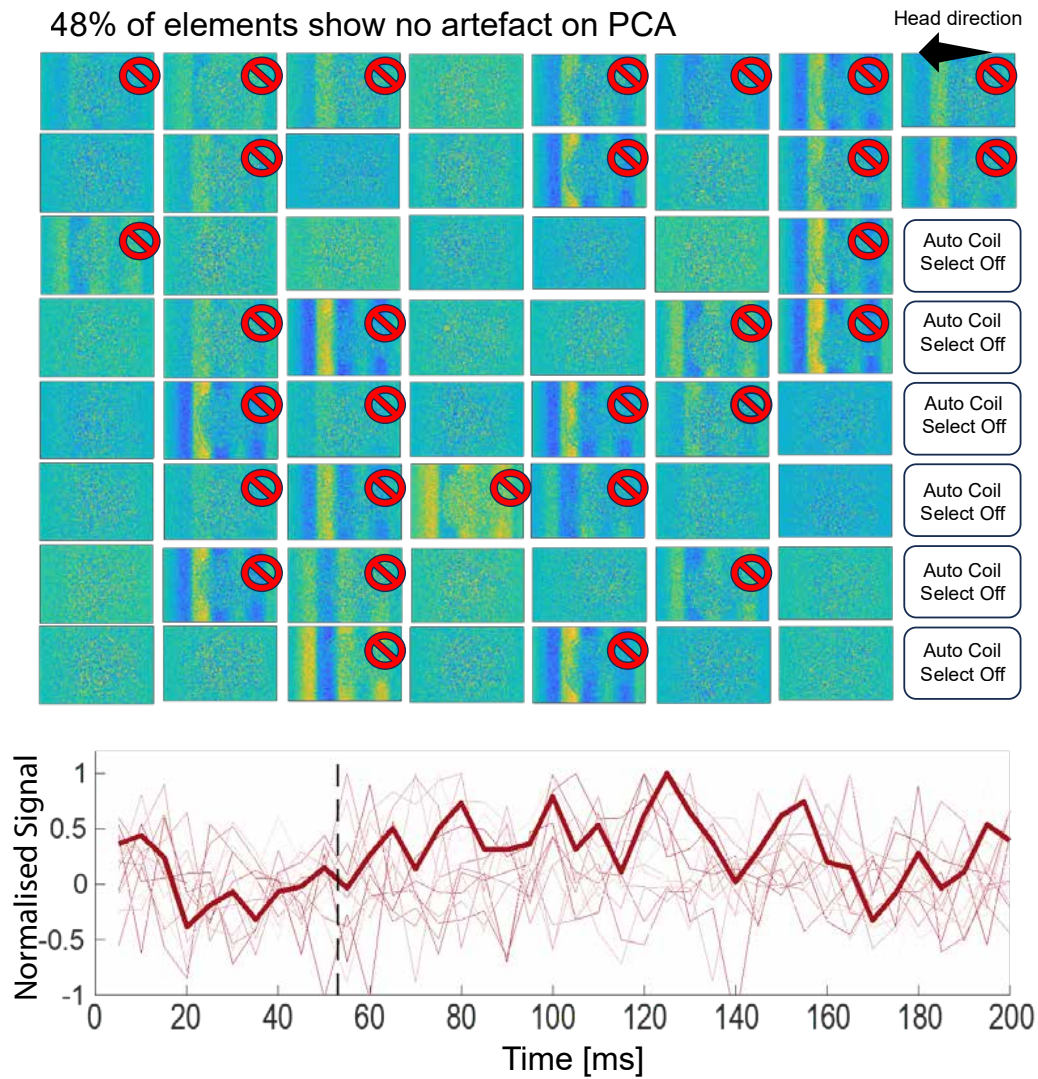 48% of elements show no artefact on PCA
Head direction
Auto Coil
Select Off
Auto Coil
Select Off
Auto Coil
Select Off
Auto Coil
Select Off
Auto Coil
Select Off
Auto Coil
Select Off
Normalised Signal
1
0.5
0
-0.5
-1
0
20
40
60
80
100
120
140
160
180
200
Time [ms]